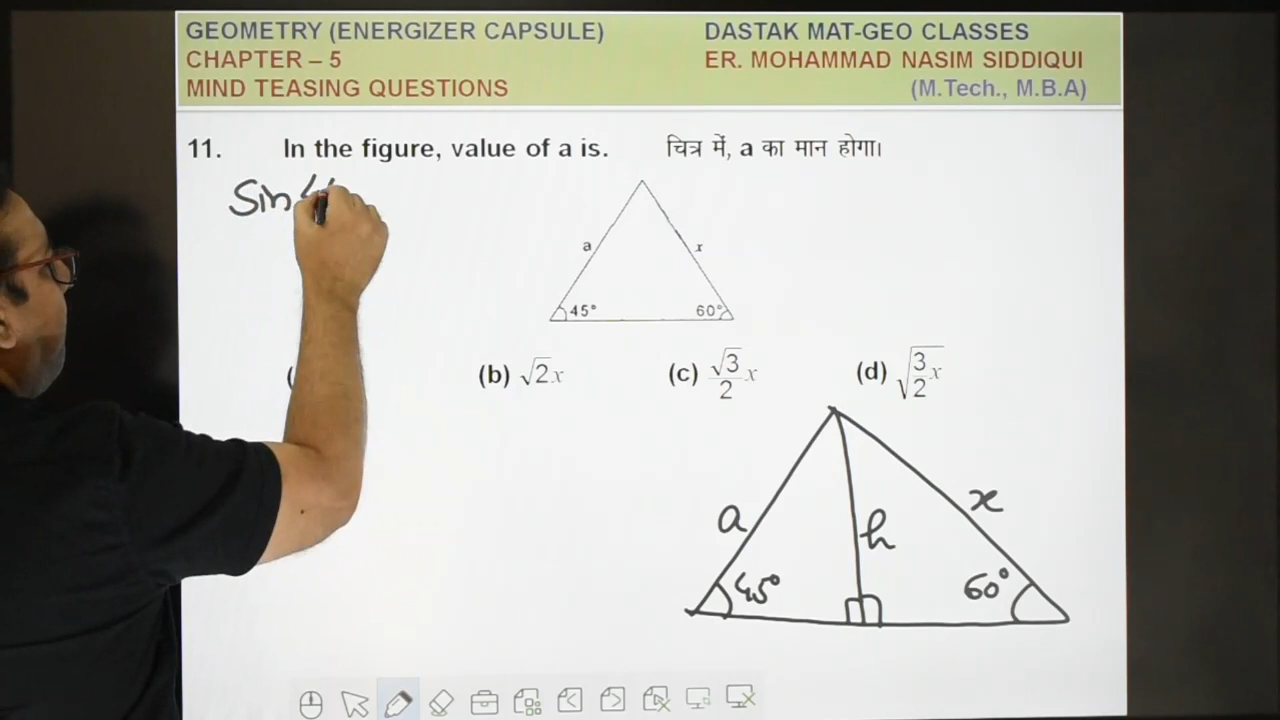 GEOMETRY (ENERGIZER CAPSULE) DASTAK MAT-GEO CLASSES
CHAPTER – 5 ER. MOHAMMAD NASIM SIDDIQUI
MIND TEASING QUESTIONS (M.Tech., M.B.A)
11. In the figure, value of a is. चित्र में, a का मान होगा।
Sin
a x
45° 60°
(b) √2x (c) √3/2 x (d) √(3/2 x)
a h x
45° 60°